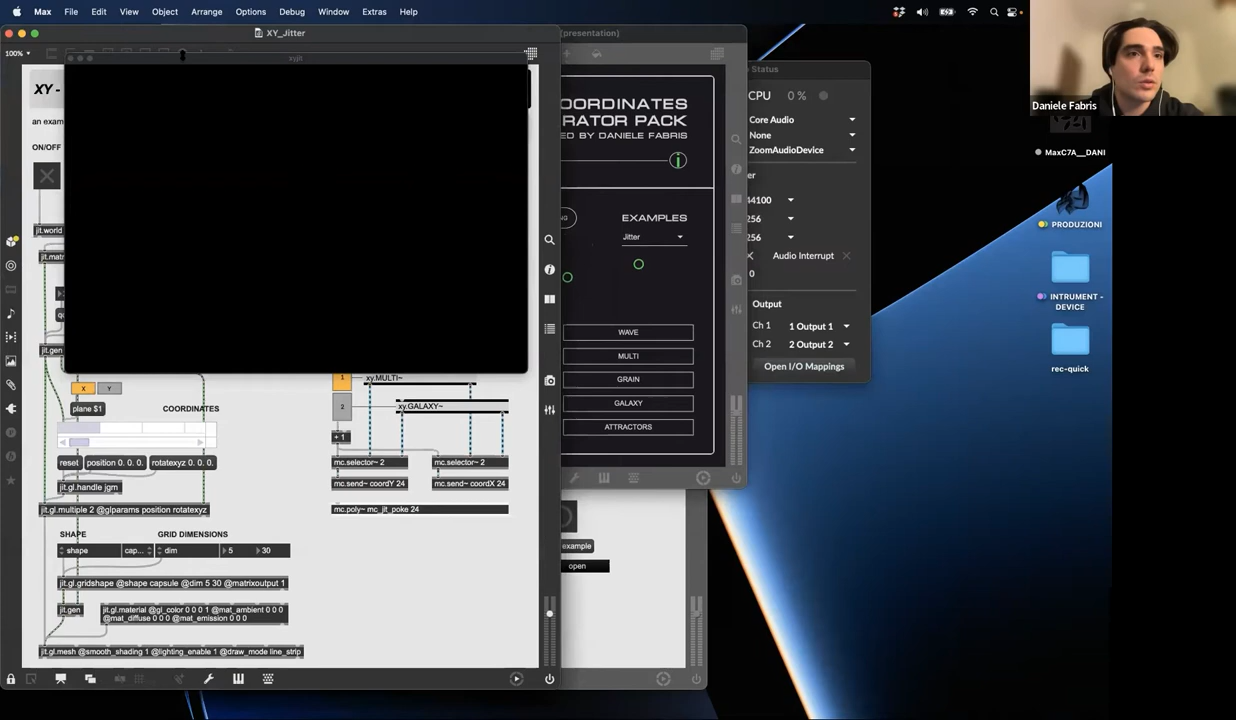 Max File Edit View Object Arrange Options Debug Window Extras Help
XY_Jitter
100%
xyjit
(presentation)
Status
XY -
an exam
ON/OFF
jit.world
jit.matr
jit.gen
X Y
plane $1
COORDINATES
reset position 0. 0. 0. rotatexyz 0. 0. 0.
jit.gl.handle jgm
jit.gl.multiple 2 @glparams position rotatexyz
SHAPE GRID DIMENSIONS
shape cap... dim 5 30
jit.gl.gridshape @shape capsule @dim 5 30 @matrixoutput 1
jit.gen
jit.gl.material @gl_color 0 0 0 1 @mat_ambient 0 0 0
@mat_diffuse 0 0 0 @mat_emission 0 0 0
jit.gl.mesh @smooth_shading 1 @lighting_enable 1 @draw_mode line_strip
1
xy.MULTI~
2
xy.GALAXY~
+ 1
mc.selector~ 2 mc.selector~ 2
mc.send~ coordY 24 mc.send~ coordX 24
mc.poly~ mc_jit_poke 24
OORDINATES
RATOR PACK
ED BY DANIELE FABRIS
i
NG
EXAMPLES
Jitter
WAVE
MULTI
GRAIN
GALAXY
ATTRACTORS
example
open
CPU 0 %
Core Audio
None
ZoomAudioDevice
er
44100
256
256
Audio Interrupt
0
Output
Ch 1 1 Output 1
Ch 2 2 Output 2
Open I/O Mappings
Daniele Fabris
MaxC7A__DANI
PRODUZIONI
INTRUMENT -
DEVICE
rec-quick